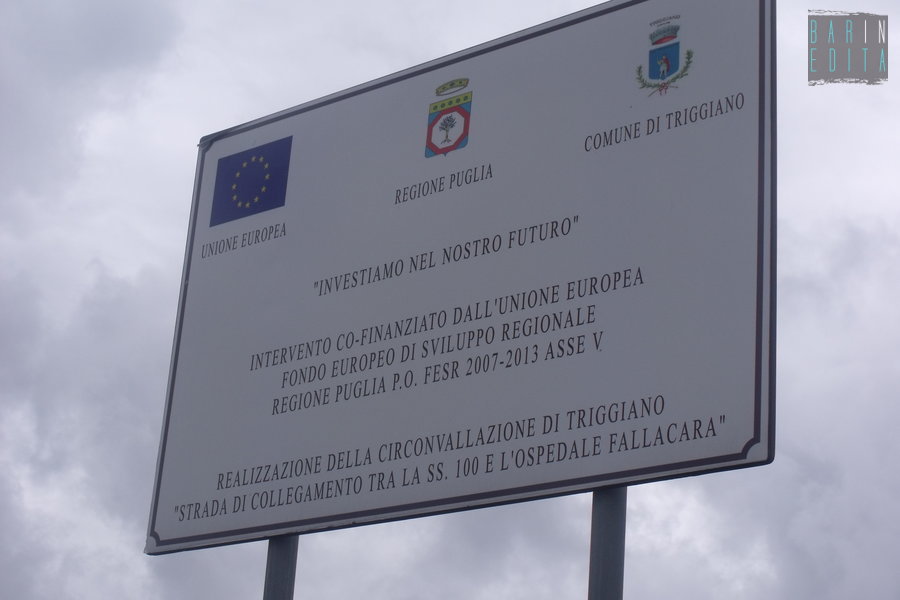 BARIN
EDITA
UNIONE EUROPEA
REGIONE PUGLIA
COMUNE DI TRIGGIANO
"INVESTIAMO NEL NOSTRO FUTURO"
INTERVENTO CO-FINANZIATO DALL'UNIONE EUROPEA
FONDO EUROPEO DI SVILUPPO REGIONALE
REGIONE PUGLIA P.O. FESR 2007-2013 ASSE V.
REALIZZAZIONE DELLA CIRCONVALLAZIONE DI TRIGGIANO
"STRADA DI COLLEGAMENTO TRA LA SS. 100 E L'OSPEDALE FALLACARA"